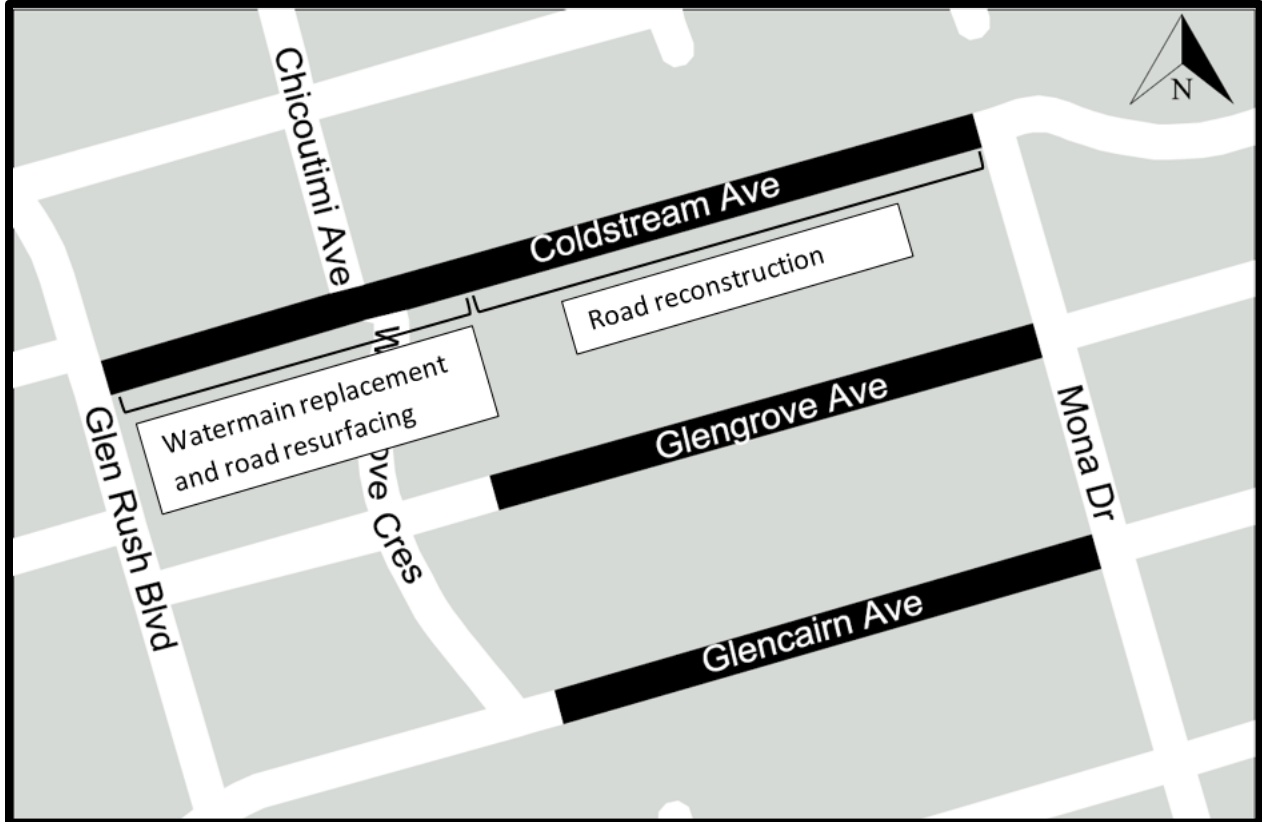 N
Chicoutimi Ave
Coldstream Ave
Road reconstruction
Watermain replacement
and road resurfacing
Glengrove Ave
Mona Dr
Glen Rush Blvd
Cres
Glencairn Ave